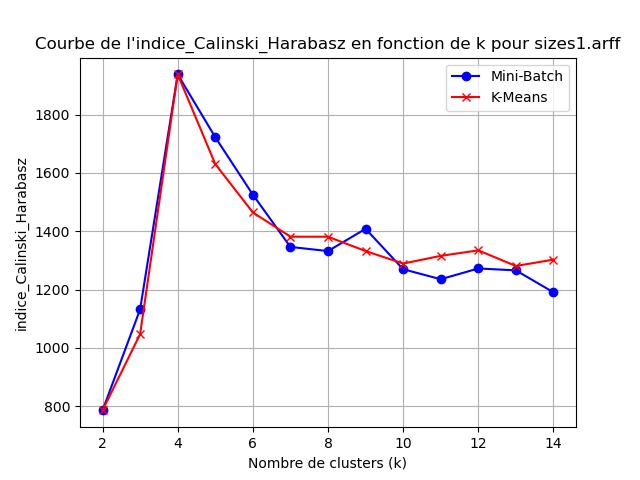 Courbe de l'indice_Calinski_Harabasz en fonction de k pour sizes1.arff
Mini-Batch
K-Means
indice_Calinski_Harabasz
1800
1600
1400
1200
1000
800
2 4 6 8 10 12 14
Nombre de clusters (k)